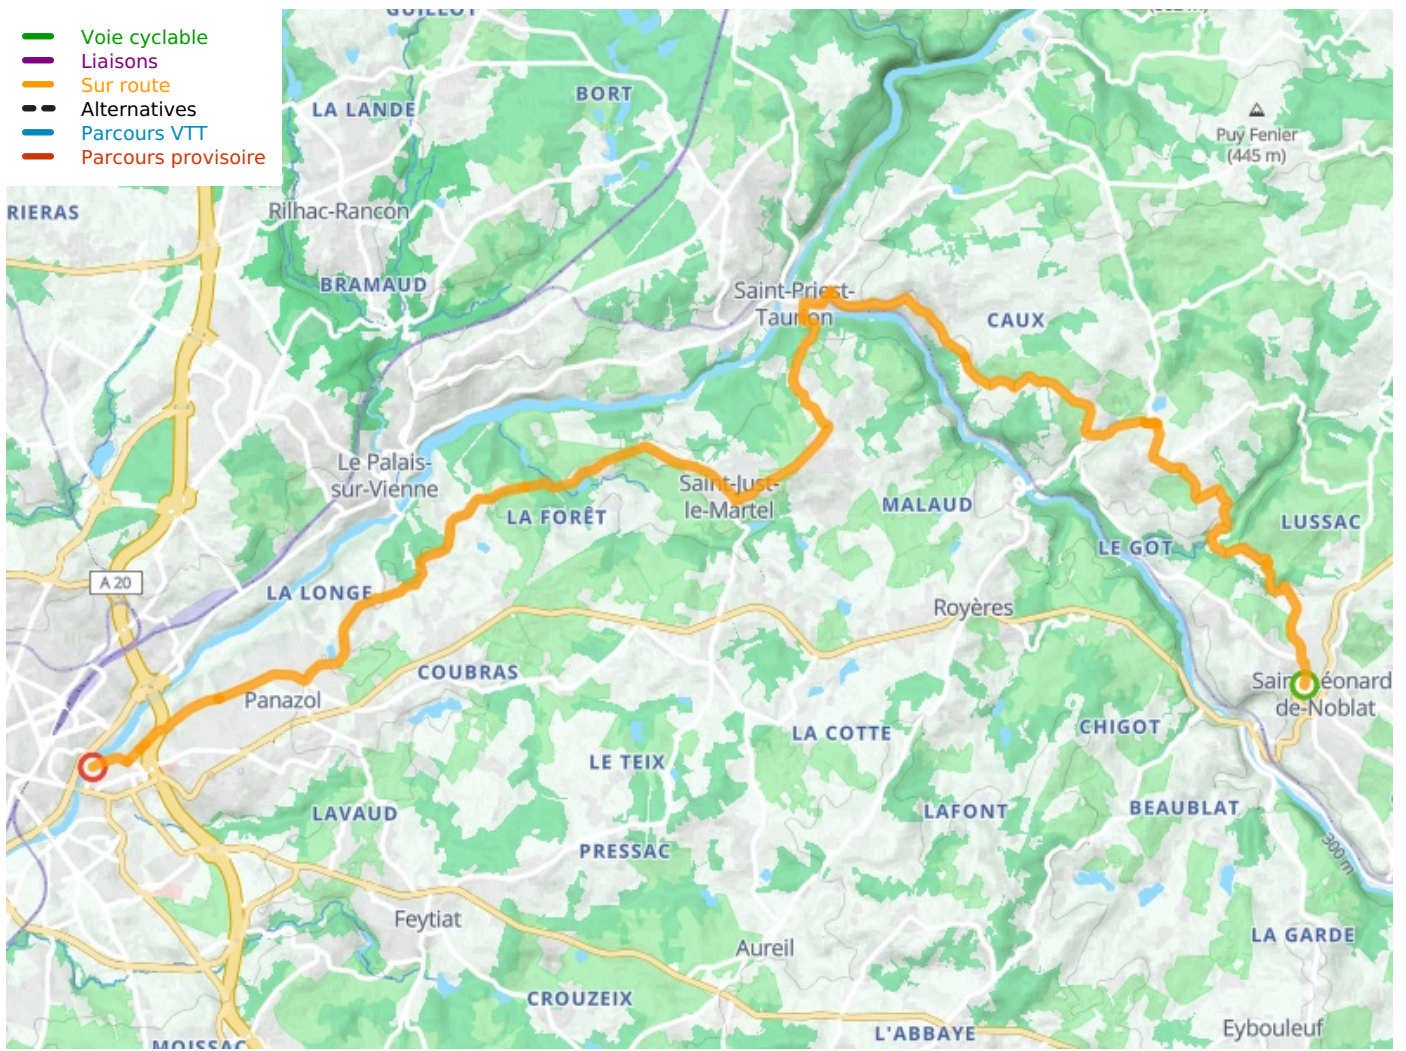 Voie cyclable
Liaisons
Sur route
Alternatives
Parcours VTT
Parcours provisoire
LA LANDE
BORT
Puy Fenier
(445 m)
RIERAS
Rilhac-Rancon
BRAMAUD
Saint-Priest-
Taurion
CAUX
Le Palais-
sur-Vienne
Saint-Just-
le-Martel
LA FORÊT
MALAUD
LUSSAC
LE GOT
A 20
LA LONGE
Royères
COUBRAS
Panazol
Saint-Léonard
de-Noblat
CHIGOT
LA COTTE
LE TEIX
LAVAUD
LAFONT
BEAUBLAT
PRESSAC
300 m
Feytiat
Aureil
LA GARDE
CROUZEIX
L'ABBAYE
Eybouleuf
MOISSAC